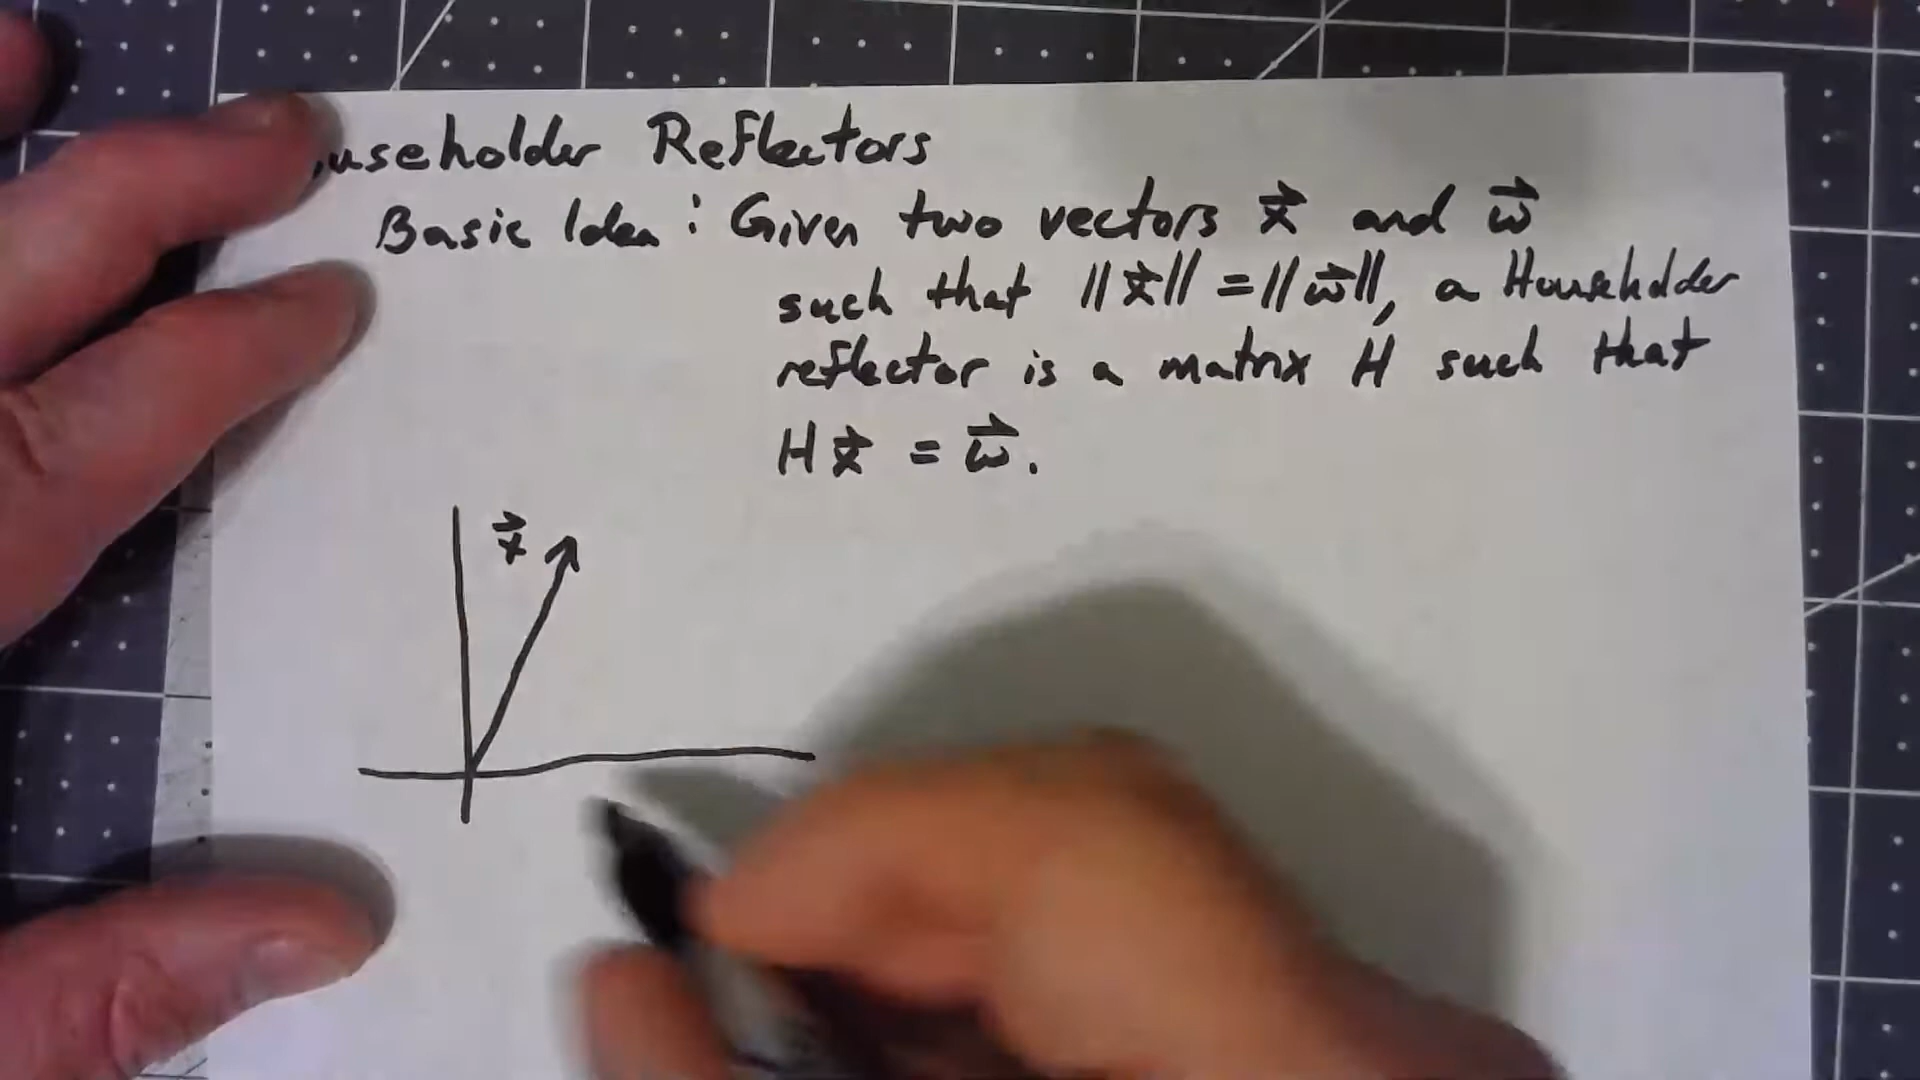 useholder Reflectors
Basic Idea: Given two vectors x⃗ and w⃗
such that ||x⃗|| = ||w⃗||, a Householder
reflector is a matrix H such that
Hx⃗ = w⃗.
x⃗